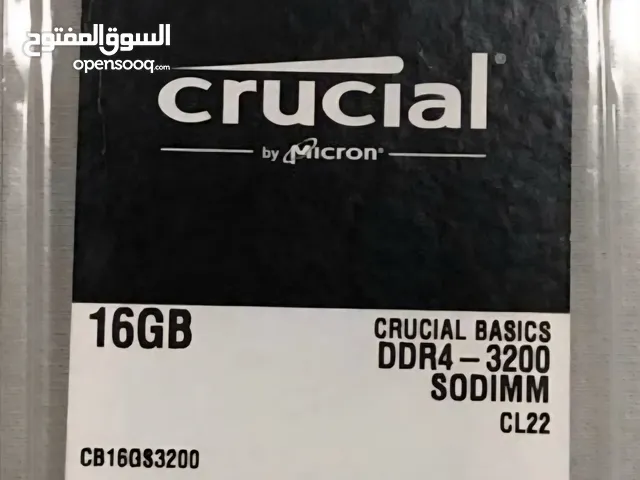 السوق المفتوح
opensooq.com
crucial
by Micron
16GB
CRUCIAL BASICS
DDR4-3200
SODIMM
CL22
CB16GS3200